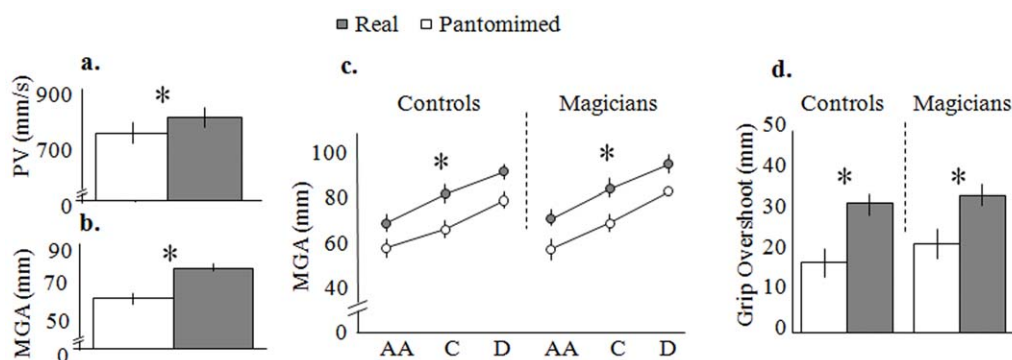 Real Pantomimed
a.
PV (mm/s)
900
700
0
*
b.
MGA (mm)
90
70
50
0
*
c.
Controls Magicians
MGA (mm)
100
80
60
40
0
* *
AA C D AA C D
d.
Controls Magicians
Grip Overshoot (mm)
50
40
30
20
10
0
* *